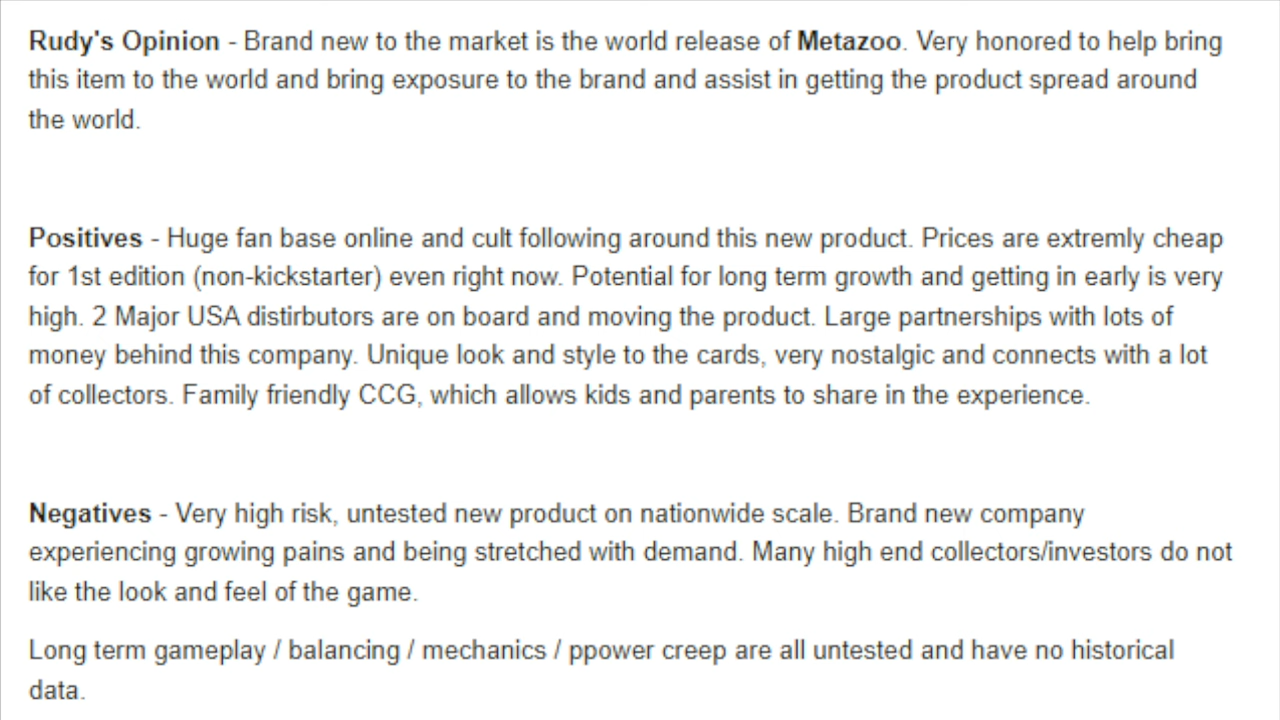 Rudy's Opinion - Brand new to the market is the world release of Metazoo. Very honored to help bring
this item to the world and bring exposure to the brand and assist in getting the product spread around
the world.
Positives - Huge fan base online and cult following around this new product. Prices are extremly cheap
for 1st edition (non-kickstarter) even right now. Potential for long term growth and getting in early is very
high. 2 Major USA distirbutors are on board and moving the product. Large partnerships with lots of
money behind this company. Unique look and style to the cards, very nostalgic and connects with a lot
of collectors. Family friendly CCG, which allows kids and parents to share in the experience.
Negatives - Very high risk, untested new product on nationwide scale. Brand new company
experiencing growing pains and being stretched with demand. Many high end collectors/investors do not
like the look and feel of the game.
Long term gameplay / balancing / mechanics / ppower creep are all untested and have no historical
data.